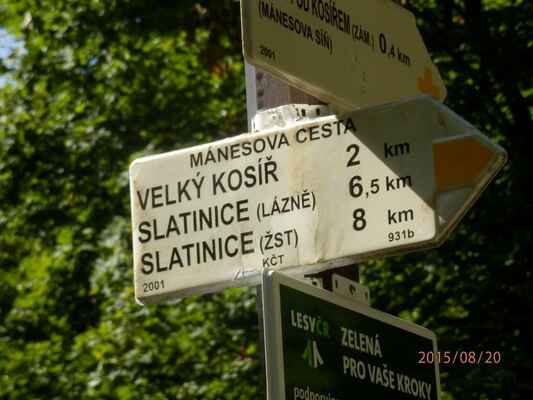 OD KOSÍŘEM (ZÁM.) 0,4 km
(MÁNESOVA SÍŇ)
2001
MÁNESOVA CESTA
VELKÝ KOSÍŘ 2 km
SLATINICE (LÁZNĚ) 6,5 km
SLATINICE (ŽST) 8 km
KČT 931b
2001
LESY ČR
ZELENÁ
PRO VAŠE KROKY
2015/08/20